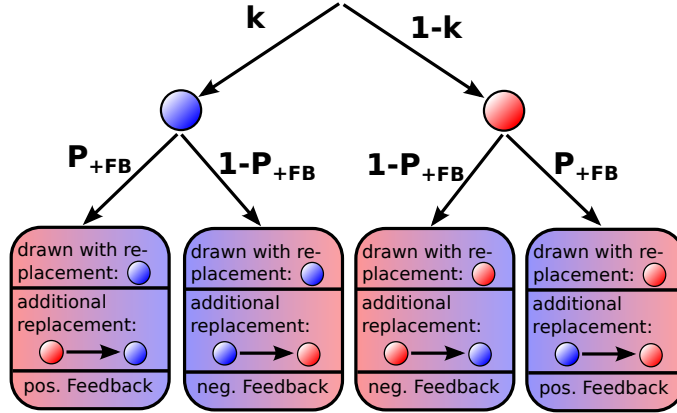 k
1-k
P+FB
1-P+FB
1-P+FB
P+FB
drawn with re-
placement:
additional
replacement:
pos. Feedback
drawn with re-
placement:
additional
replacement:
neg. Feedback
drawn with re-
placement:
additional
replacement:
neg. Feedback
drawn with re-
placement:
additional
replacement:
pos. Feedback